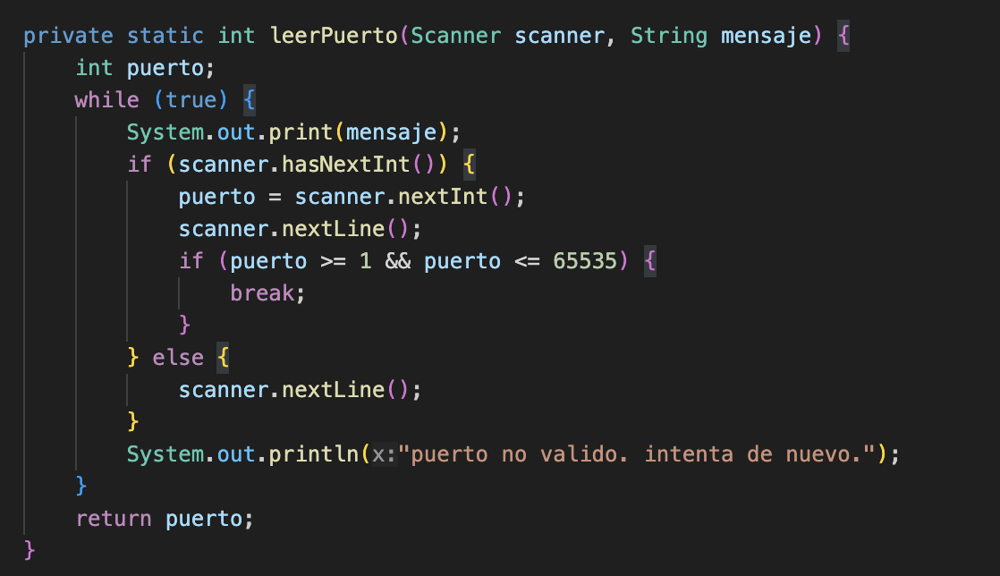 private static int leerPuerto(Scanner scanner, String mensaje) {
    int puerto;
    while (true) {
        System.out.print(mensaje);
        if (scanner.hasNextInt()) {
            puerto = scanner.nextInt();
            scanner.nextLine();
            if (puerto >= 1 && puerto <= 65535) {
                break;
            }
        } else {
            scanner.nextLine();
        }
        System.out.println(x:"puerto no valido. intenta de nuevo.");
    }
    return puerto;
}